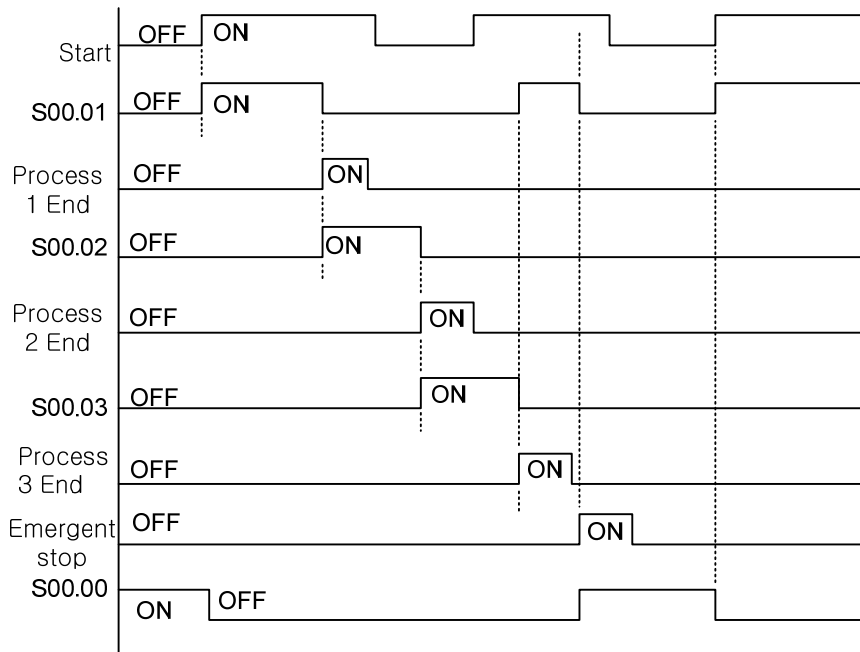 OFF ON
Start
S00.01 OFF ON
Process
1 End
OFF ON
S00.02 OFF ON
Process
2 End
OFF ON
S00.03 OFF ON
Process
3 End
OFF ON
Emergent
stop
OFF ON
S00.00
ON OFF